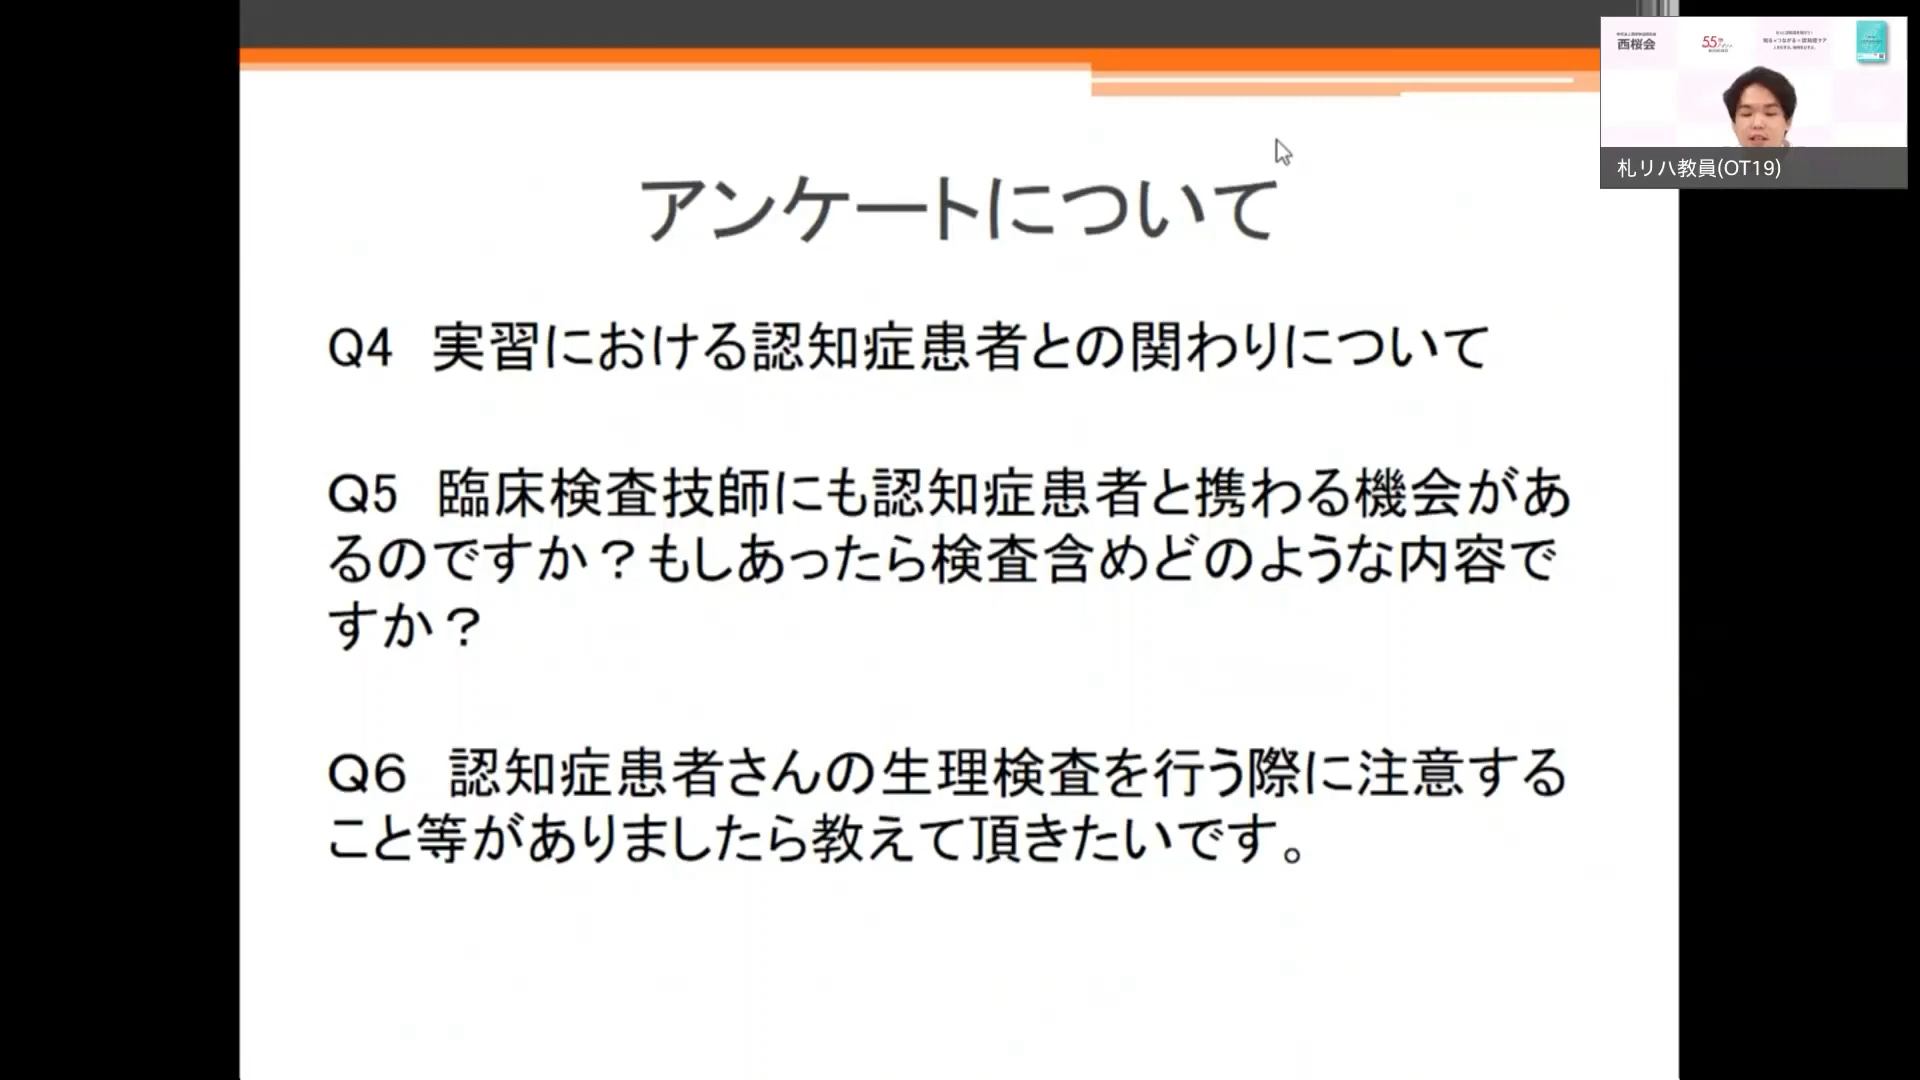 アンケートについて
Q4　実習における認知症患者との関わりについて
Q5　臨床検査技師にも認知症患者と携わる機会があ
るのですか？もしあったら検査含めどのような内容で
すか？
Q6　認知症患者さんの生理検査を行う際に注意する
こと等がありましたら教えて頂きたいです。
西桜会
55
札リハ教員(OT19)